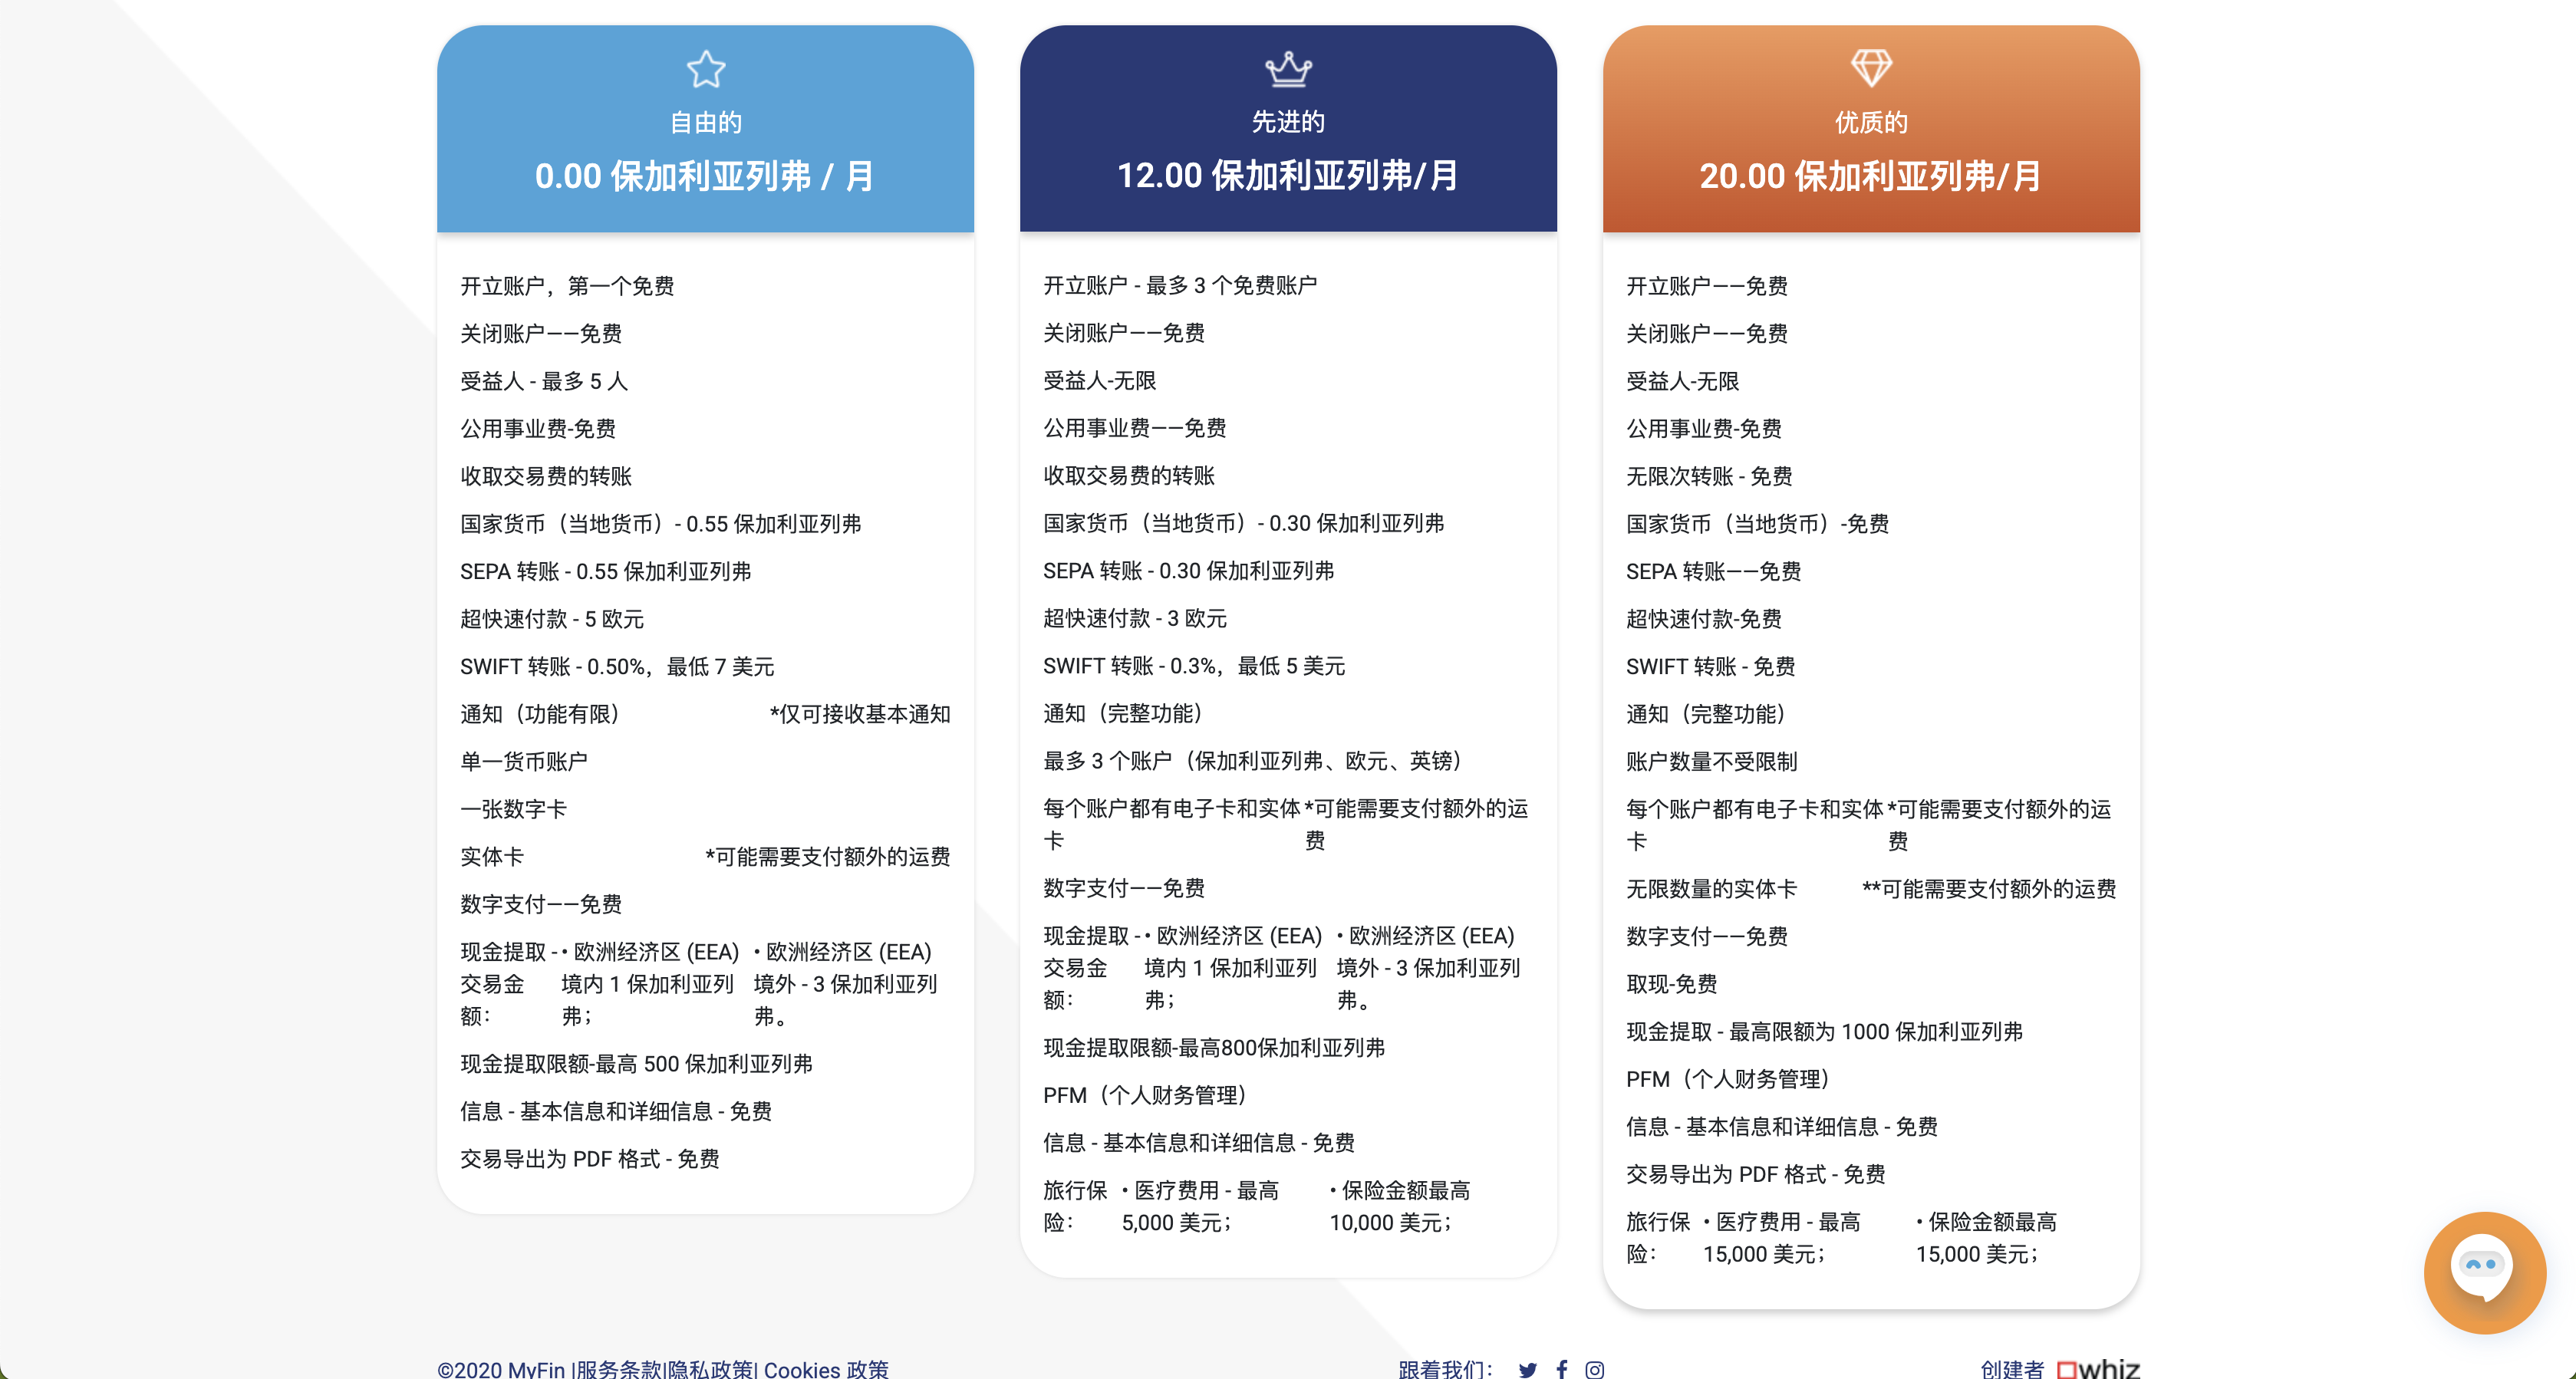 自由的
0.00 保加利亚列弗 / 月
开立账户，第一个免费
关闭账户——免费
受益人 - 最多 5 人
公用事业费-免费
收取交易费的转账
国家货币（当地货币）- 0.55 保加利亚列弗
SEPA 转账 - 0.55 保加利亚列弗
超快速付款 - 5 欧元
SWIFT 转账 - 0.50%，最低 7 美元
通知（功能有限） *仅可接收基本通知
单一货币账户
一张数字卡
实体卡 *可能需要支付额外的运费
数字支付——免费
现金提取 -
交易金
额：
• 欧洲经济区 (EEA)
境内 1 保加利亚列
弗；
• 欧洲经济区 (EEA)
境外 - 3 保加利亚列
弗。
现金提取限额-最高 500 保加利亚列弗
信息 - 基本信息和详细信息 - 免费
交易导出为 PDF 格式 - 免费
先进的
12.00 保加利亚列弗/月
开立账户 - 最多 3 个免费账户
关闭账户——免费
受益人-无限
公用事业费——免费
收取交易费的转账
国家货币（当地货币）- 0.30 保加利亚列弗
SEPA 转账 - 0.30 保加利亚列弗
超快速付款 - 3 欧元
SWIFT 转账 - 0.3%，最低 5 美元
通知（完整功能）
最多 3 个账户（保加利亚列弗、欧元、英镑）
每个账户都有电子卡和实体
卡
*可能需要支付额外的运
费
数字支付——免费
现金提取 -
交易金
额：
• 欧洲经济区 (EEA)
境内 1 保加利亚列
弗；
• 欧洲经济区 (EEA)
境外 - 3 保加利亚列
弗。
现金提取限额-最高800保加利亚列弗
PFM（个人财务管理）
信息 - 基本信息和详细信息 - 免费
旅行保
险：
• 医疗费用 - 最高
5,000 美元；
• 保险金额最高
10,000 美元；
优质的
20.00 保加利亚列弗/月
开立账户——免费
关闭账户——免费
受益人-无限
公用事业费-免费
无限次转账 - 免费
国家货币（当地货币）-免费
SEPA 转账——免费
超快速付款-免费
SWIFT 转账 - 免费
通知（完整功能）
账户数量不受限制
每个账户都有电子卡和实体
卡
*可能需要支付额外的运
费
无限数量的实体卡 **可能需要支付额外的运费
数字支付——免费
取现-免费
现金提取 - 最高限额为 1000 保加利亚列弗
PFM（个人财务管理）
信息 - 基本信息和详细信息 - 免费
交易导出为 PDF 格式 - 免费
旅行保
险：
• 医疗费用 - 最高
15,000 美元；
• 保险金额最高
15,000 美元；
©2020 MyFin |服务条款|隐私政策| Cookies 政策
跟着我们：
创建者 whiz